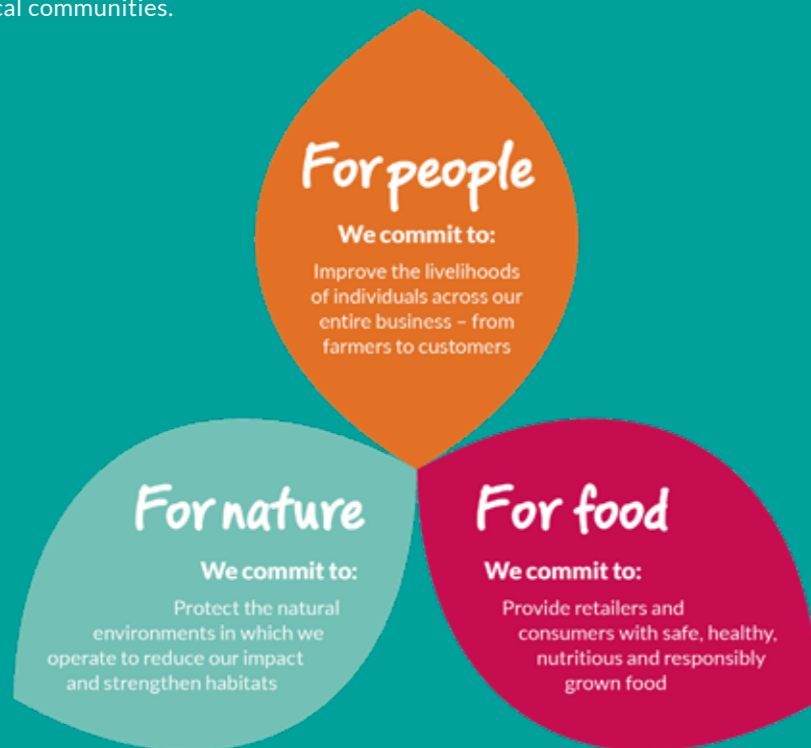 cal communities.
For people
We commit to:
Improve the livelihoods
of individuals across our
entire business – from
farmers to customers
For nature
We commit to:
Protect the natural
environments in which we
operate to reduce our impact
and strengthen habitats
For food
We commit to:
Provide retailers and
consumers with safe, healthy,
nutritious and responsibly
grown food